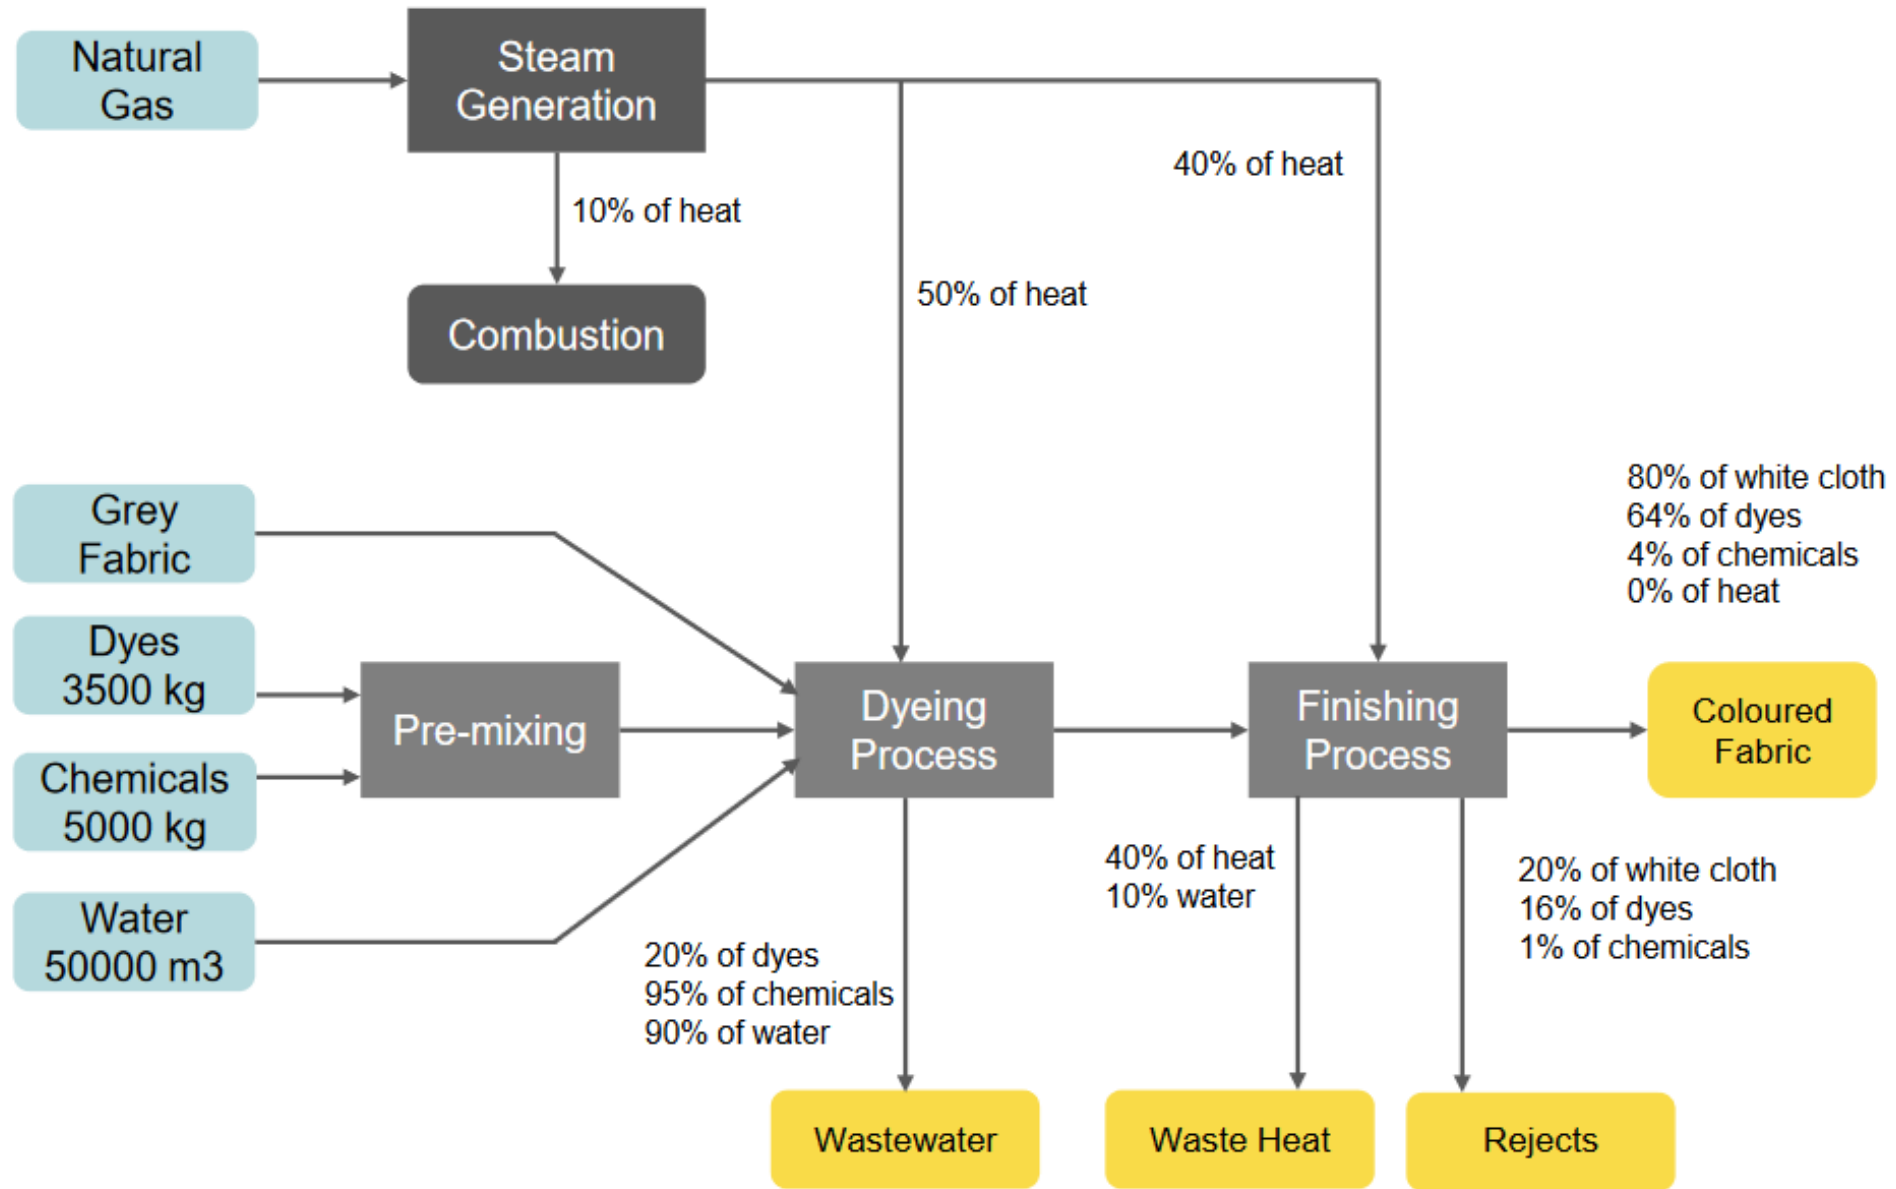 Natural
Gas
Steam
Generation
40% of heat
10% of heat
50% of heat
Combustion
80% of white cloth
64% of dyes
4% of chemicals
0% of heat
Grey
Fabric
Dyes
3500 kg
Chemicals
5000 kg
Water
50000 m3
Pre-mixing
Dyeing
Process
Finishing
Process
Coloured
Fabric
40% of heat
10% water
20% of white cloth
16% of dyes
1% of chemicals
20% of dyes
95% of chemicals
90% of water
Wastewater
Waste Heat
Rejects